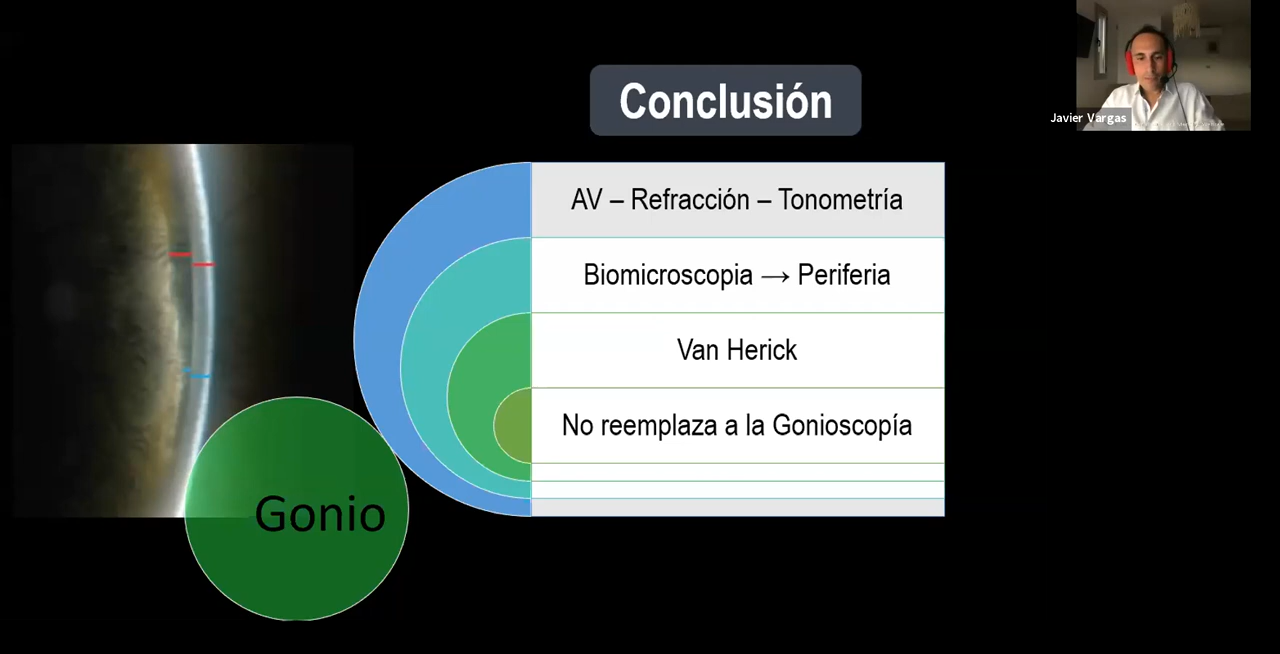 Conclusión
Javier Vargas
AV – Refracción – Tonometría
Biomicroscopia → Periferia
Van Herick
No reemplaza a la Gonioscopía
Gonio